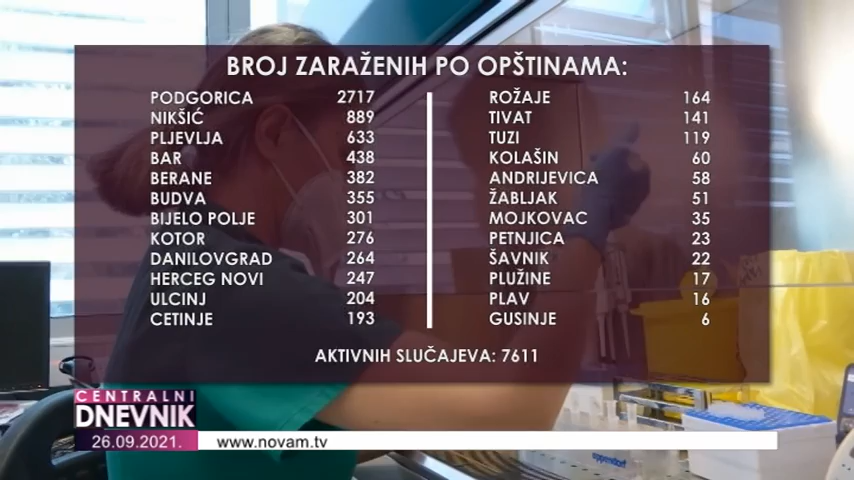 BROJ ZARAŽENIH PO OPŠTINAMA:
PODGORICA 2717
NIKŠIĆ 889
PLJEVLJA 633
BAR 438
BERANE 382
BUDVA 355
BIJELO POLJE 301
KOTOR 276
DANILOVGRAD 264
HERCEG NOVI 247
ULCINJ 204
CETINJE 193
ROŽAJE 164
TIVAT 141
TUZI 119
KOLAŠIN 60
ANDRIJEVICA 58
ŽABLJAK 51
MOJKOVAC 35
PETNJICA 23
ŠAVNIK 22
PLUŽINE 17
PLAV 16
GUSINJE 6
AKTIVNIH SLUČAJEVA: 7611
CENTRALNI
DNEVNIK
26.09.2021.
www.novam.tv
eppendorf